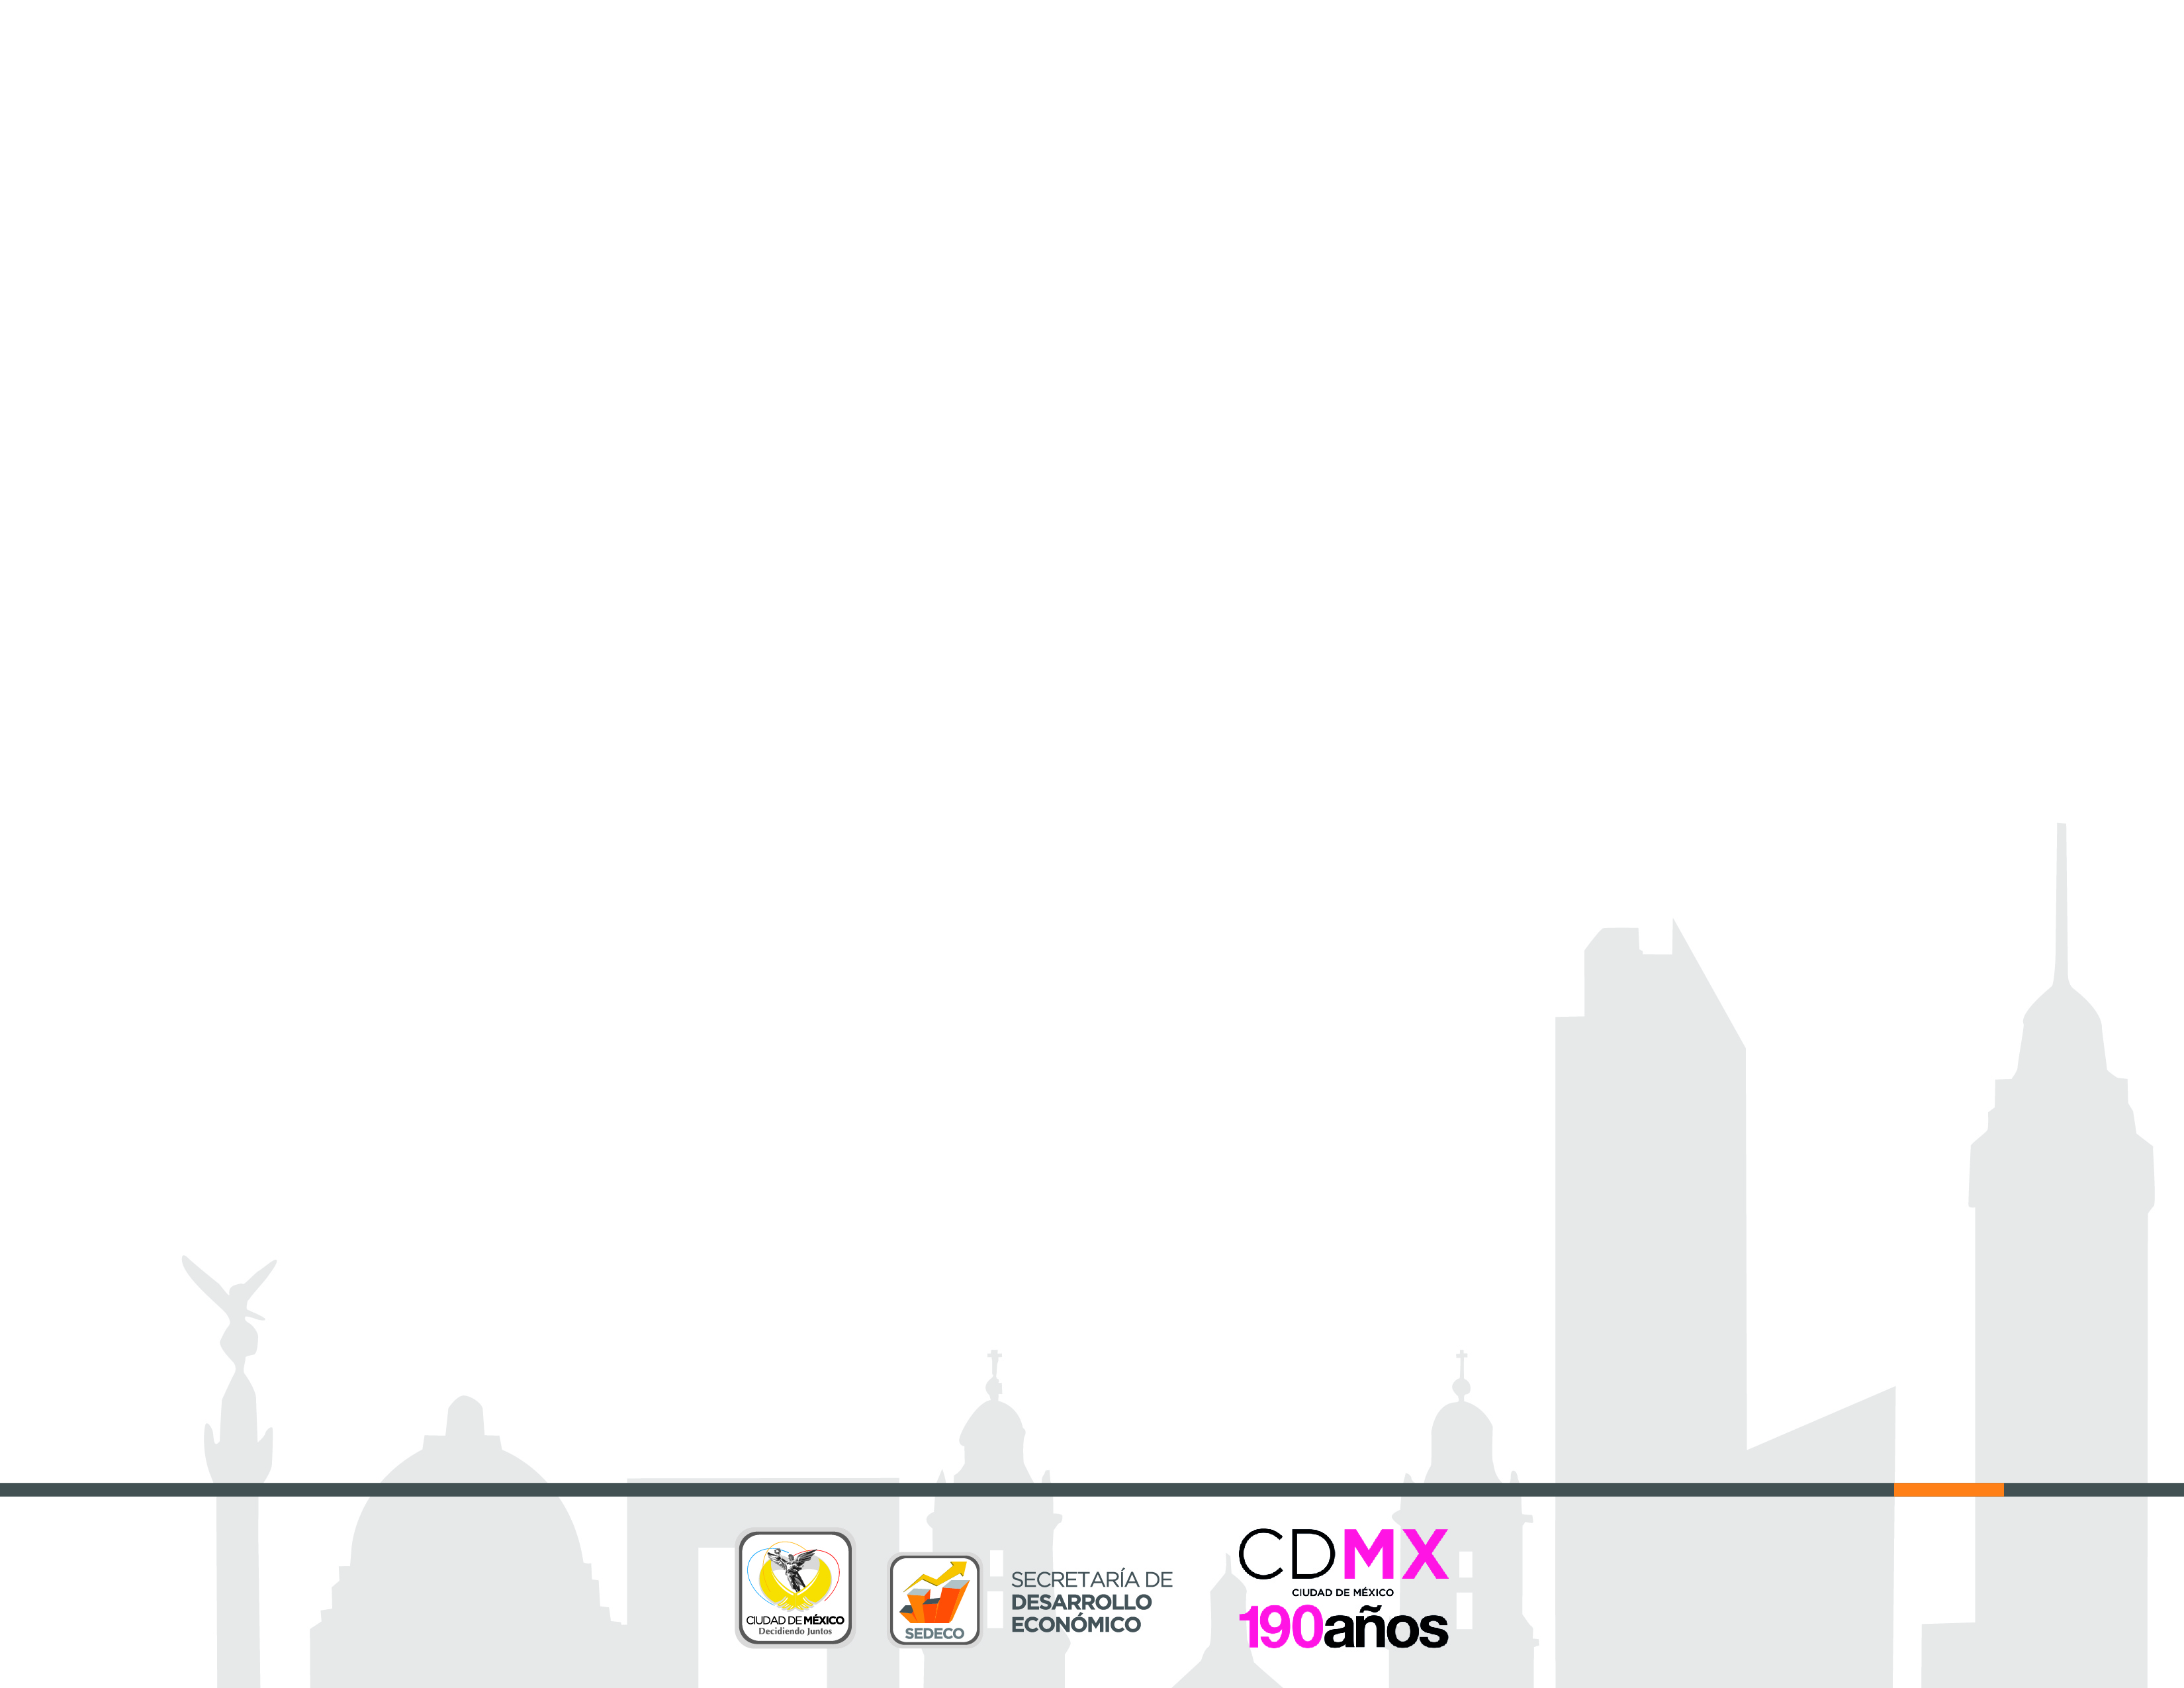 CIUDAD DE MÉXICO
Decidiendo Juntos
SEDECO
SECRETARÍA DE
DESARROLLO
ECONÓMICO
CDMX
CIUDAD DE MÉXICO
190años